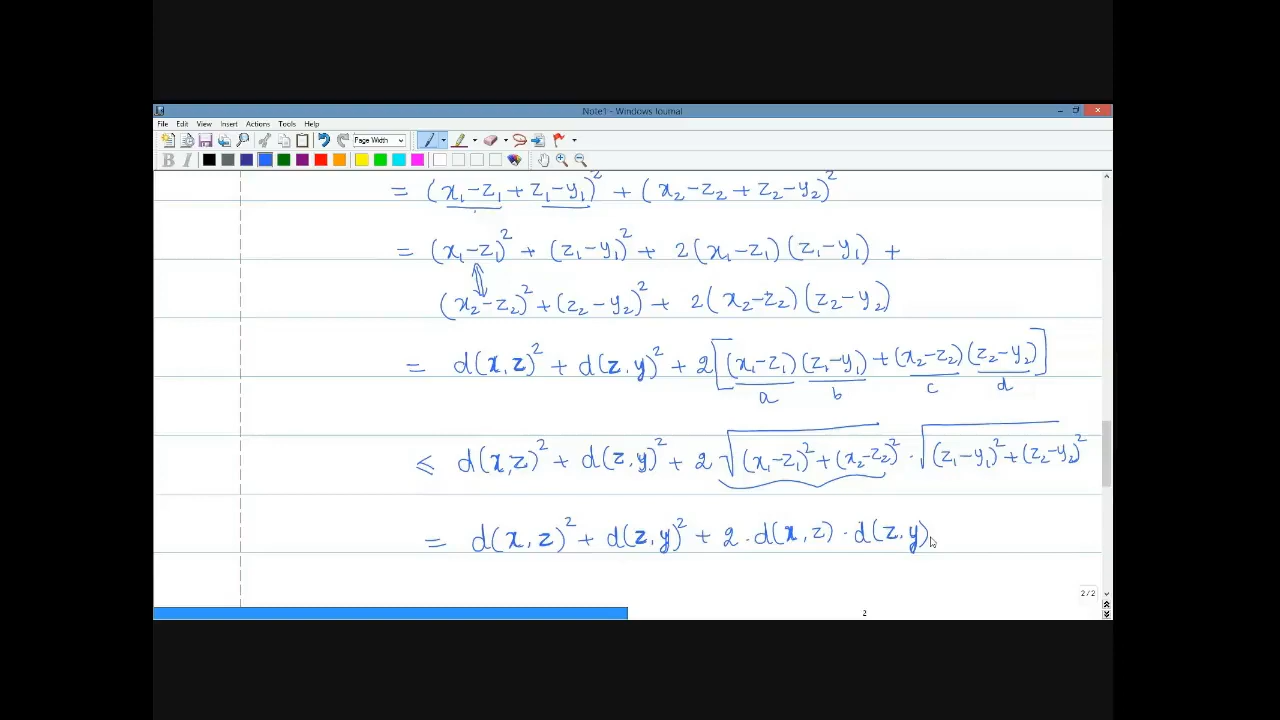 Note1 - Windows Journal
File Edit View Insert Actions Tools Help
Page Width
B I
= (x₁-z₁+z₁-y₁)² + (x₂-z₂+z₂-y₂)²
= (x₁-z₁)² + (z₁-y₁)² + 2(x₁-z₁)(z₁-y₁) +
(x₂-z₂)² + (z₂-y₂)² + 2(x₂-z₂)(z₂-y₂)
= d(x,z)² + d(z,y)² + 2[(x₁-z₁)(z₁-y₁)+(x₂-z₂)(z₂-y₂)]
a b c d
≤ d(x,z)² + d(z,y)² + 2√((x₁-z₁)²+(x₂-z₂)²) · √((z₁-y₁)²+(z₂-y₂)²)
= d(x,z)² + d(z,y)² + 2·d(x,z)·d(z,y)
2/2
2